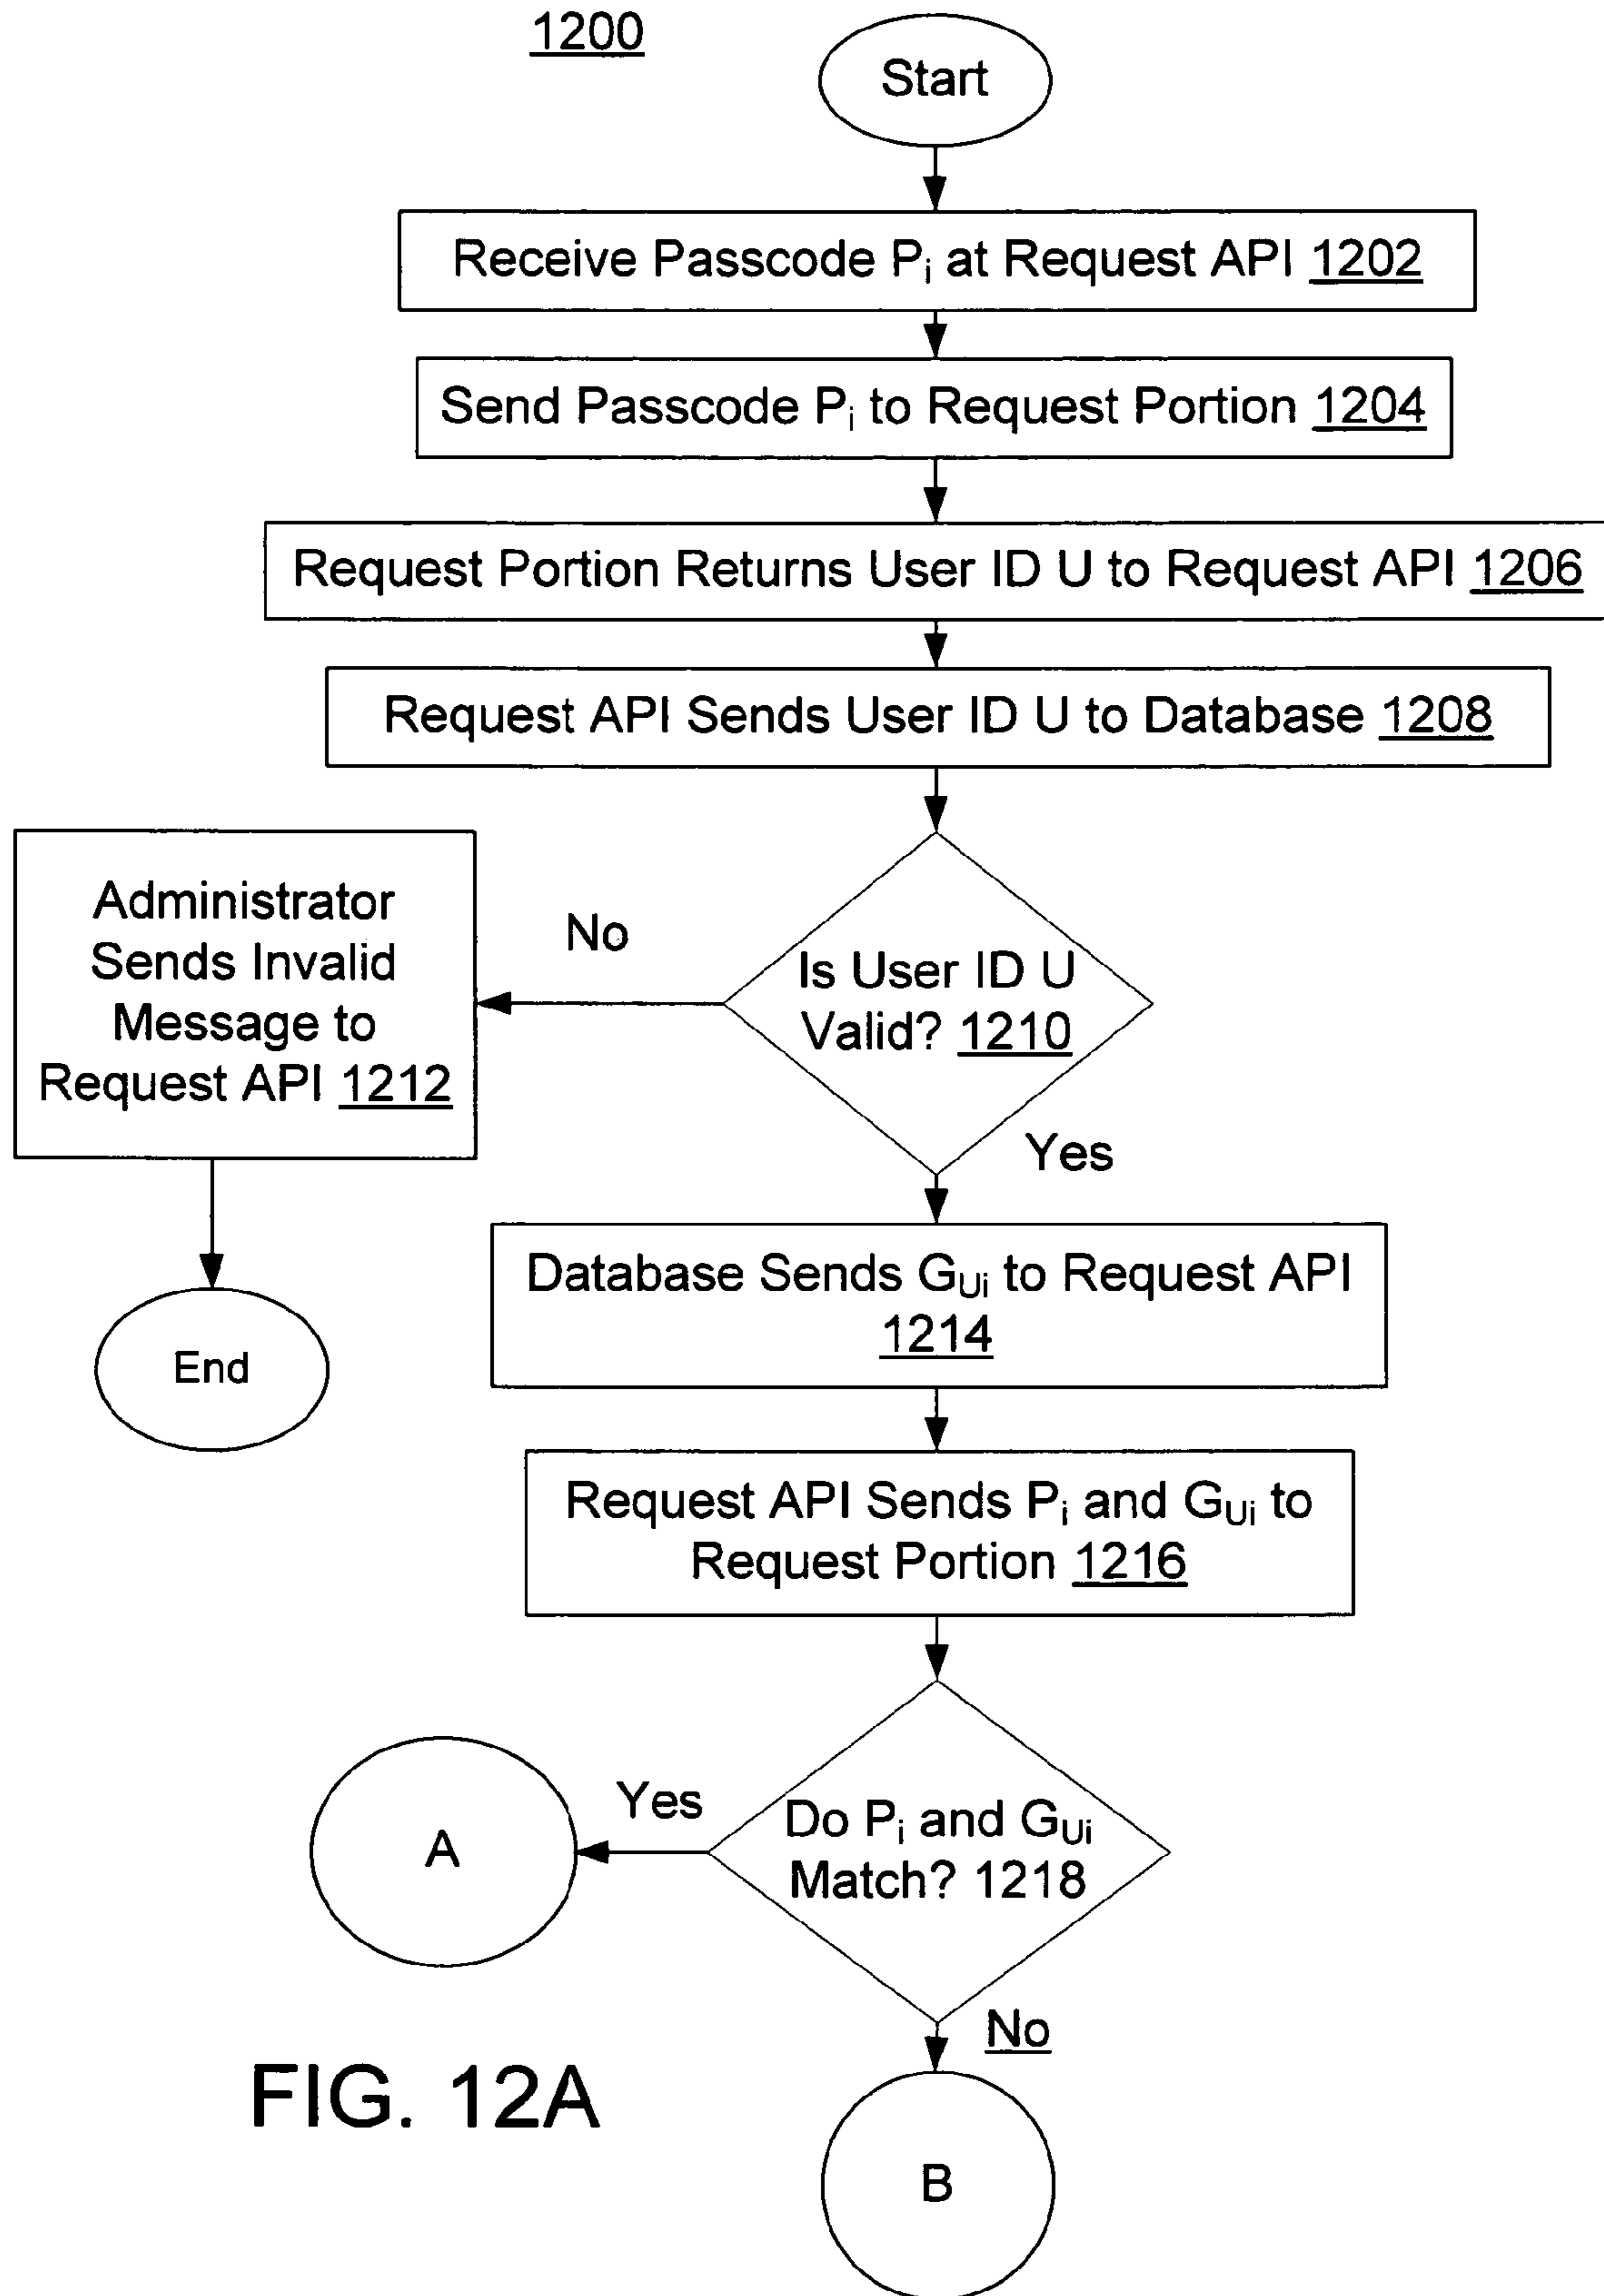 1200
Start
Receive Passcode Pi at Request API 1202
Send Passcode Pi to Request Portion 1204
Request Portion Returns User ID U to Request API 1206
Request API Sends User ID U to Database 1208
Administrator
Sends Invalid
Message to
Request API 1212
No
Is User ID U
Valid? 1210
Yes
End
Database Sends GUi to Request API
1214
Request API Sends Pi and GUi to
Request Portion 1216
A
Yes
Do Pi and GUi
Match? 1218
No
B
FIG. 12A